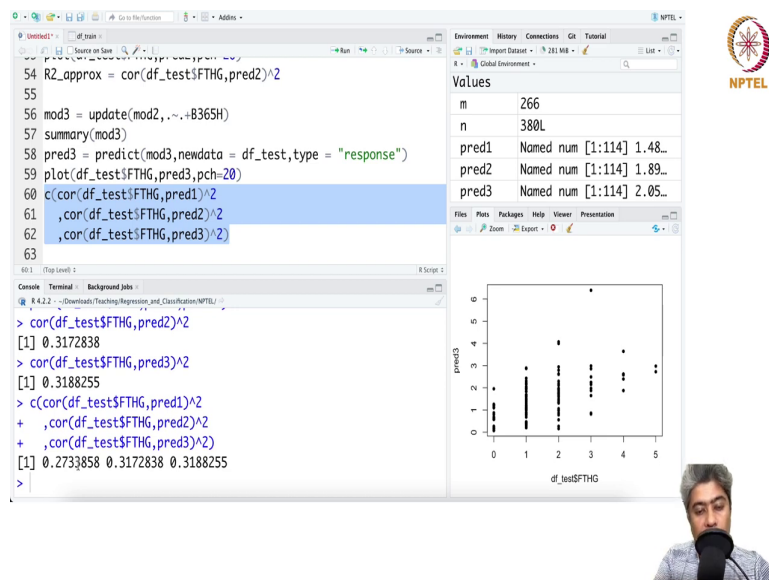 Go to file/function
Addins
NPTEL
Untitled1*
df_train
Source on Save
Run
Source
54 R2_approx = cor(df_test$FTHG,pred2)^2
55
56 mod3 = update(mod2,.~.+B365H)
57 summary(mod3)
58 pred3 = predict(mod3,newdata = df_test,type = "response")
59 plot(df_test$FTHG,pred3,pch=20)
60 c(cor(df_test$FTHG,pred1)^2
61 ,cor(df_test$FTHG,pred2)^2
62 ,cor(df_test$FTHG,pred3)^2)
63
60:1 (Top Level)
R Script
Console Terminal Background Jobs
R 4.2.2 · ~/Downloads/Teaching/Regression_and_Classification/NPTEL/
> cor(df_test$FTHG,pred2)^2
[1] 0.3172838
> cor(df_test$FTHG,pred3)^2
[1] 0.3188255
> c(cor(df_test$FTHG,pred1)^2
+ ,cor(df_test$FTHG,pred2)^2
+ ,cor(df_test$FTHG,pred3)^2)
[1] 0.2733858 0.3172838 0.3188255
>
Environment History Connections Git Tutorial
Import Dataset
281 MiB
List
R
Global Environment
Values
m 266
n 380L
pred1 Named num [1:114] 1.48…
pred2 Named num [1:114] 1.89…
pred3 Named num [1:114] 2.05…
Files Plots Packages Help Viewer Presentation
Zoom Export
pred3
6
5
4
3
2
1
0
0 1 2 3 4 5
df_test$FTHG
NPTEL